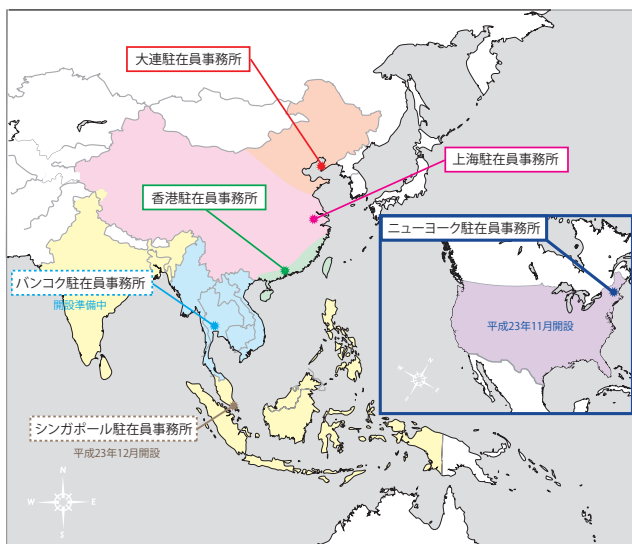 大連駐在員事務所
上海駐在員事務所
香港駐在員事務所
ニューヨーク駐在員事務所
バンコク駐在員事務所
開設準備中
平成23年11月開設
シンガポール駐在員事務所
平成23年12月開設
N
W
E
S